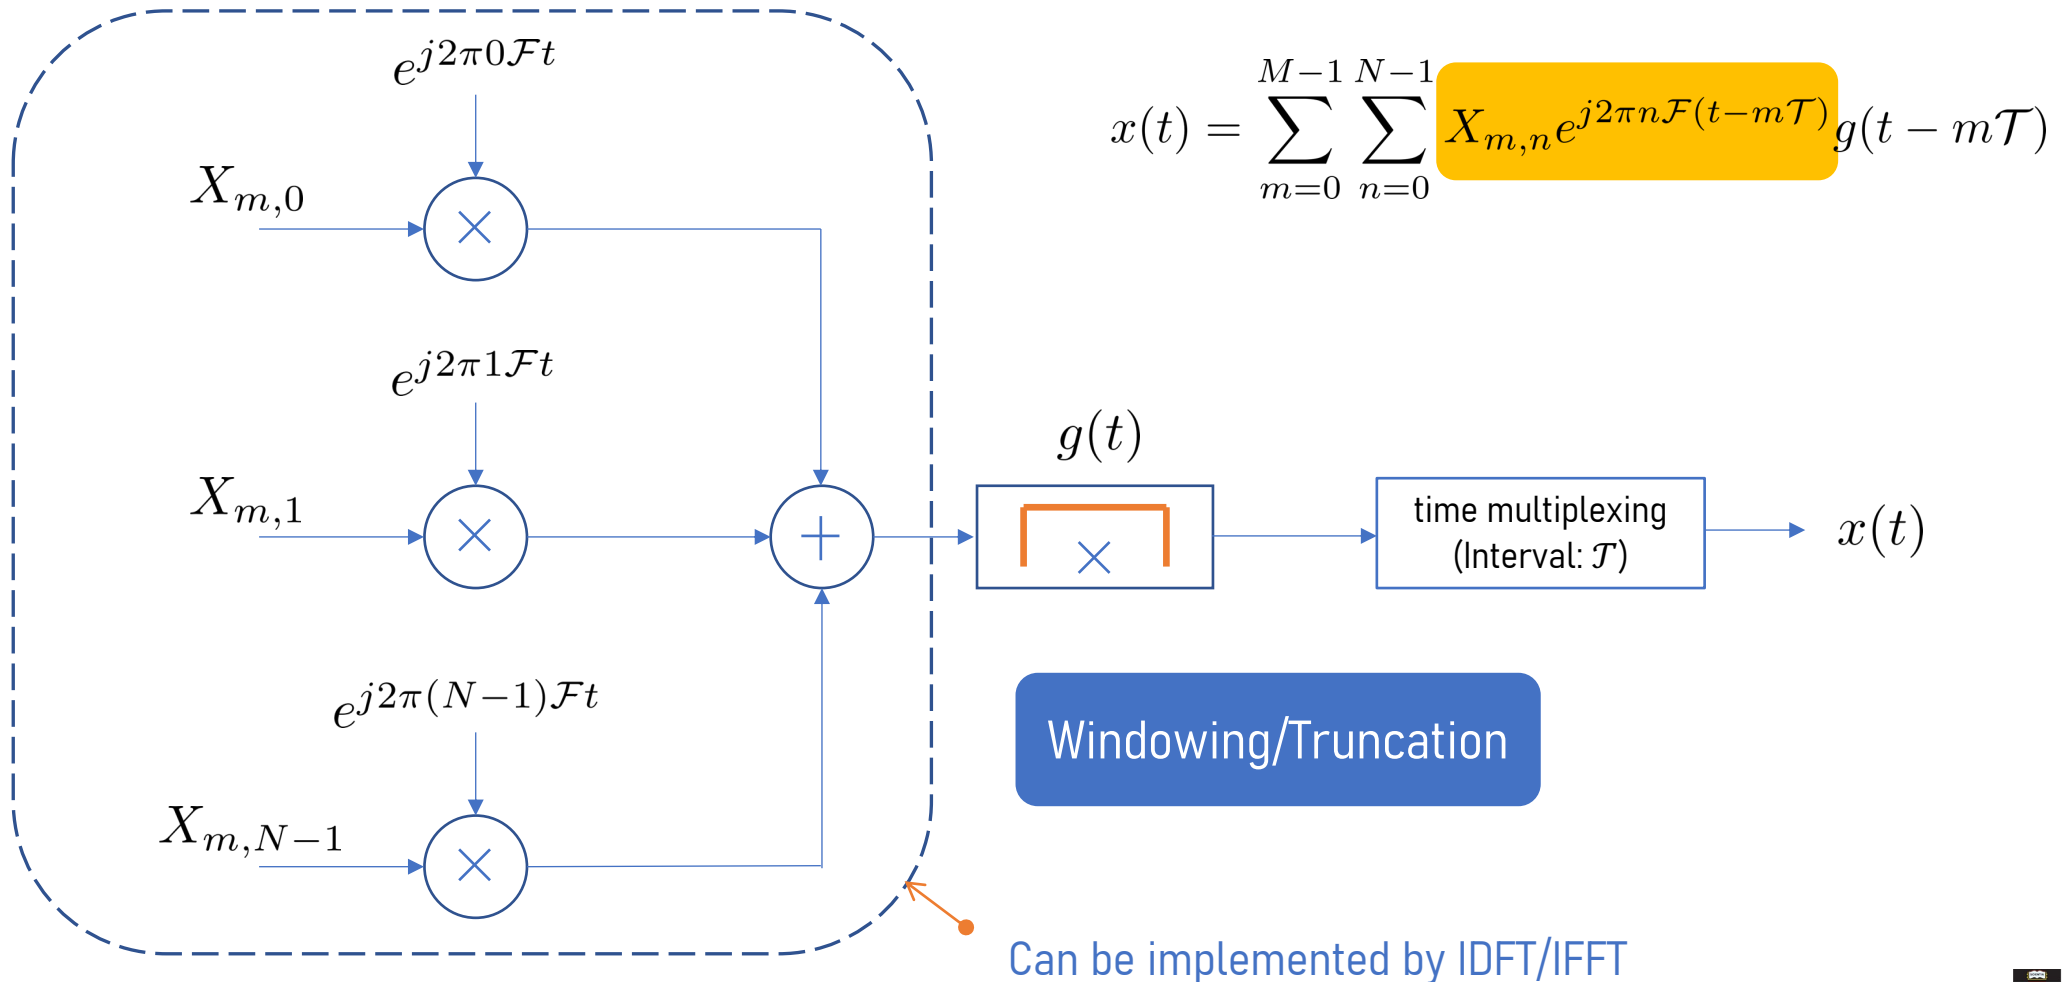 e^{j2π0ℱt}
x(t) = \sum_{m=0}^{M-1} \sum_{n=0}^{N-1} X_{m,n} e^{j2πnℱ(t-m𝒯)} g(t − m𝒯)
X_{m,0}
×
e^{j2π1ℱt}
g(t)
X_{m,1}
×
+
×
time multiplexing
(Interval: 𝒯)
x(t)
e^{j2π(N−1)ℱt}
Windowing/Truncation
X_{m,N−1}
×
Can be implemented by IDFT/IFFT